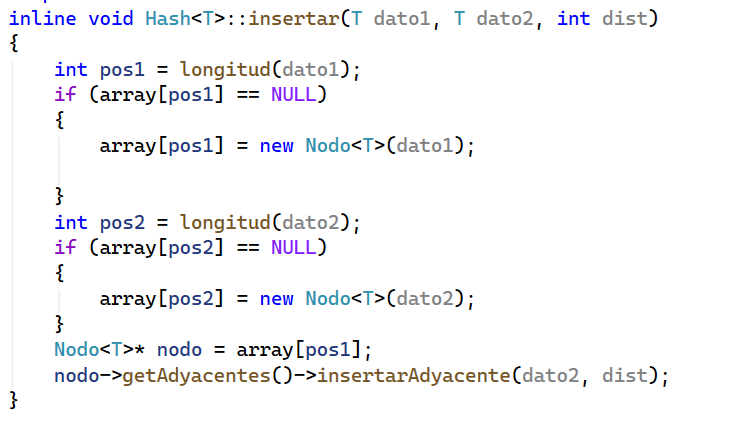 inline void Hash<T>::insertar(T dato1, T dato2, int dist)
{
    int pos1 = longitud(dato1);
    if (array[pos1] == NULL)
    {
        array[pos1] = new Nodo<T>(dato1);

    }
    int pos2 = longitud(dato2);
    if (array[pos2] == NULL)
    {
        array[pos2] = new Nodo<T>(dato2);
    }
    Nodo<T>* nodo = array[pos1];
    nodo->getAdyacentes()->insertarAdyacente(dato2, dist);
}